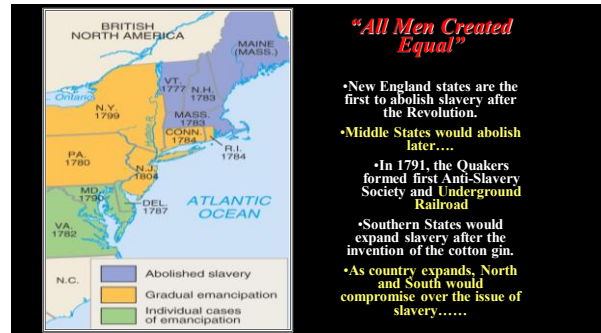 BRITISH
NORTH AMERICA
MAINE
(MASS.)
L. Ontario
VT.
1777
N.H.
1783
N.Y.
1799
MASS.
1783
Hudson R.
CONN.
1784
R.I.
1784
PA.
1780
N.J.
1804
MD.
1790
DEL.
1787
ATLANTIC
OCEAN
VA.
1782
N.C.
Abolished slavery
Gradual emancipation
Individual cases
of emancipation
“All Men Created
Equal”
•New England states are the
first to abolish slavery after
the Revolution.
•Middle States would abolish
later….
•In 1791, the Quakers
formed first Anti-Slavery
Society and Underground
Railroad
•Southern States would
expand slavery after the
invention of the cotton gin.
•As country expands, North
and South would
compromise over the issue of
slavery……